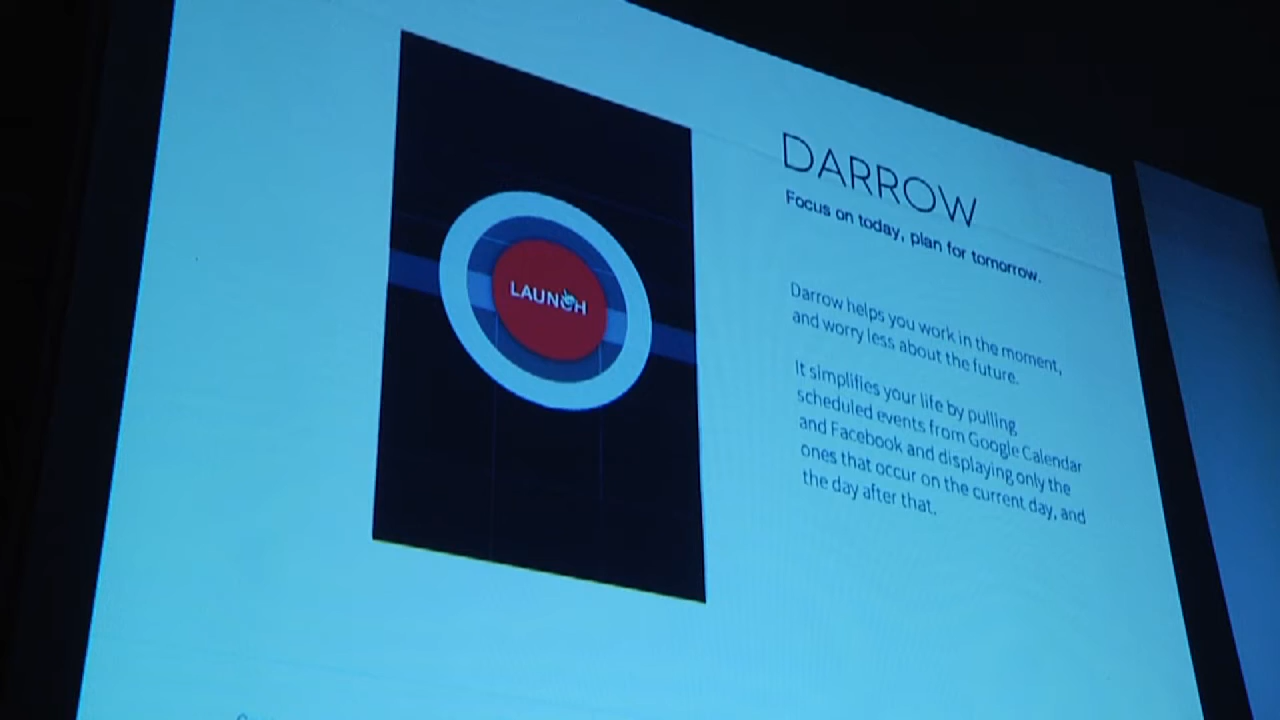 DARROW
Focus on today, plan for tomorrow.
LAUNCH
Darrow helps you work in the moment,
and worry less about the future.
It simplifies your life by pulling
scheduled events from Google Calendar
and Facebook and displaying only the
ones that occur on the current day, and
the day after that.